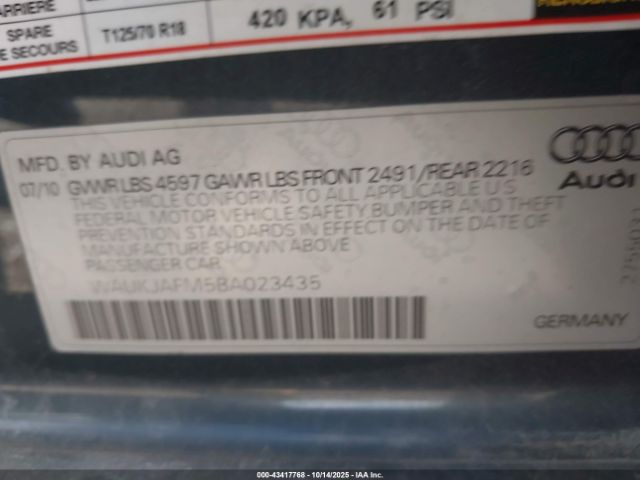 ARRIERE
SPARE
DE SECOURS
T125/70 R18
420 KPA, 61 PSI
MFD. BY AUDI AG
07/10 GVWR LBS 4597 GAWR LBS FRONT 2491/REAR 2216
THIS VEHICLE CONFORMS TO ALL APPLICABLE U S
FEDERAL MOTOR VEHICLE SAFETY BUMPER AND THEFT
PREVENTION STANDARDS IN EFFECT ON THE DATE OF
MANUFACTURE SHOWN ABOVE
PASSENGER CAR
WAUKJAFM5BA023435
Audi
GERMANY
000-43417768 - 10/14/2025 - IAA Inc.